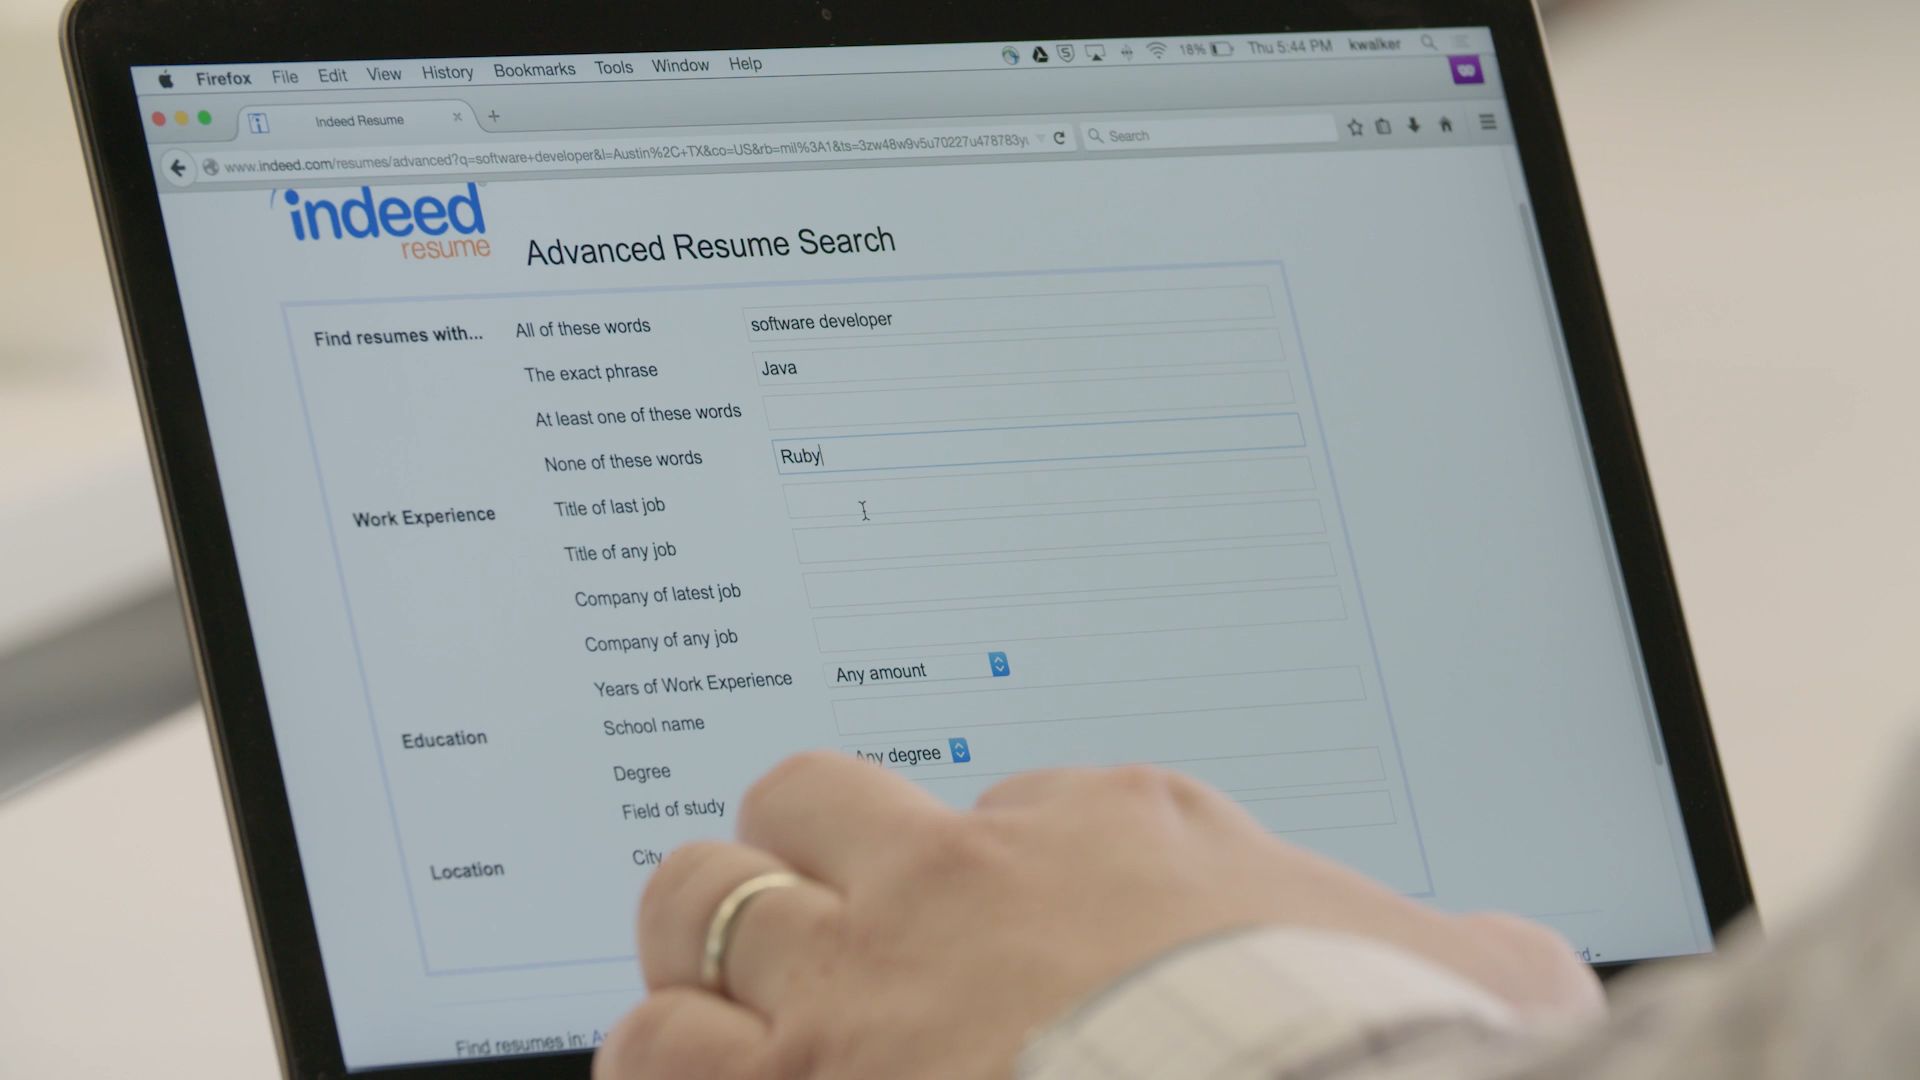 Firefox File Edit View History Bookmarks Tools Window Help 18% Thu 5:44 PM kwalker
Indeed Resume
www.indeed.com/resumes/advanced?q=software+developer&l=Austin%2C+TX&co=US&rb=mil%3A1&ts=3zw48w9v5u70227u478783y Search
indeed
resume
Advanced Resume Search
Find resumes with... All of these words software developer
The exact phrase Java
At least one of these words
None of these words Ruby
Work Experience Title of last job
Title of any job
Company of latest job
Company of any job
Years of Work Experience Any amount
Education School name
Degree Any degree
Field of study
Location City
Find resumes in: